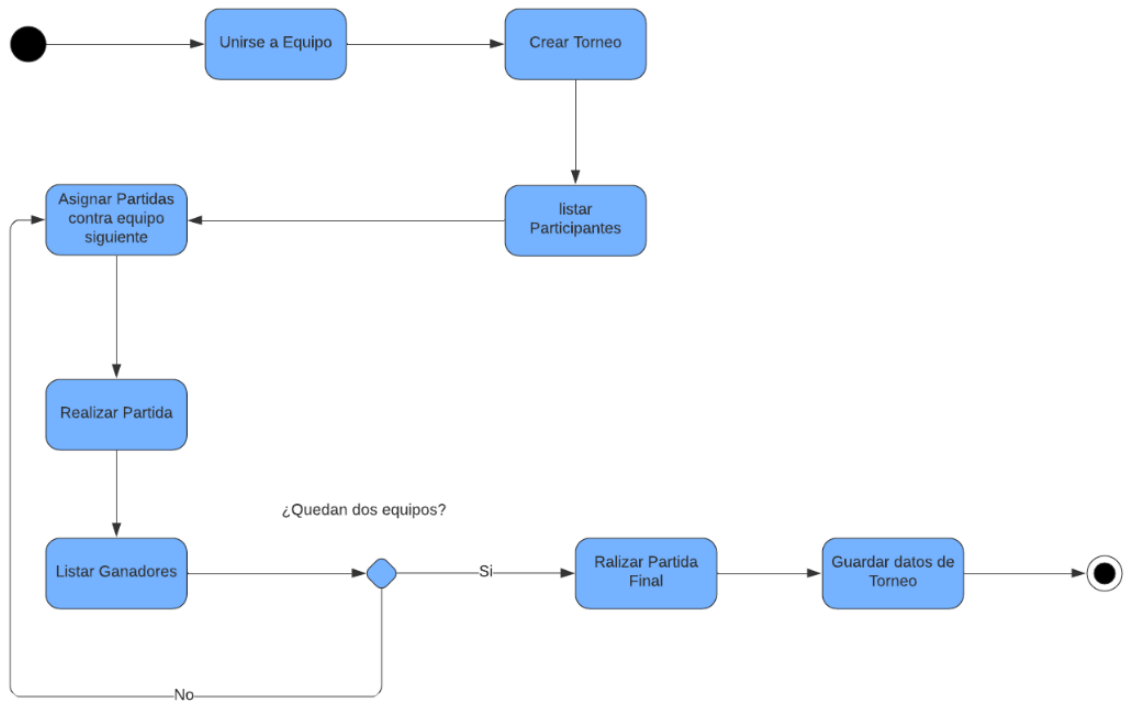 Unirse a Equipo
Crear Torneo
Asignar Partidas
contra equipo
siguiente
listar
Participantes
Realizar Partida
¿Quedan dos equipos?
Listar Ganadores
Si
Ralizar Partida
Final
Guardar datos de
Torneo
No